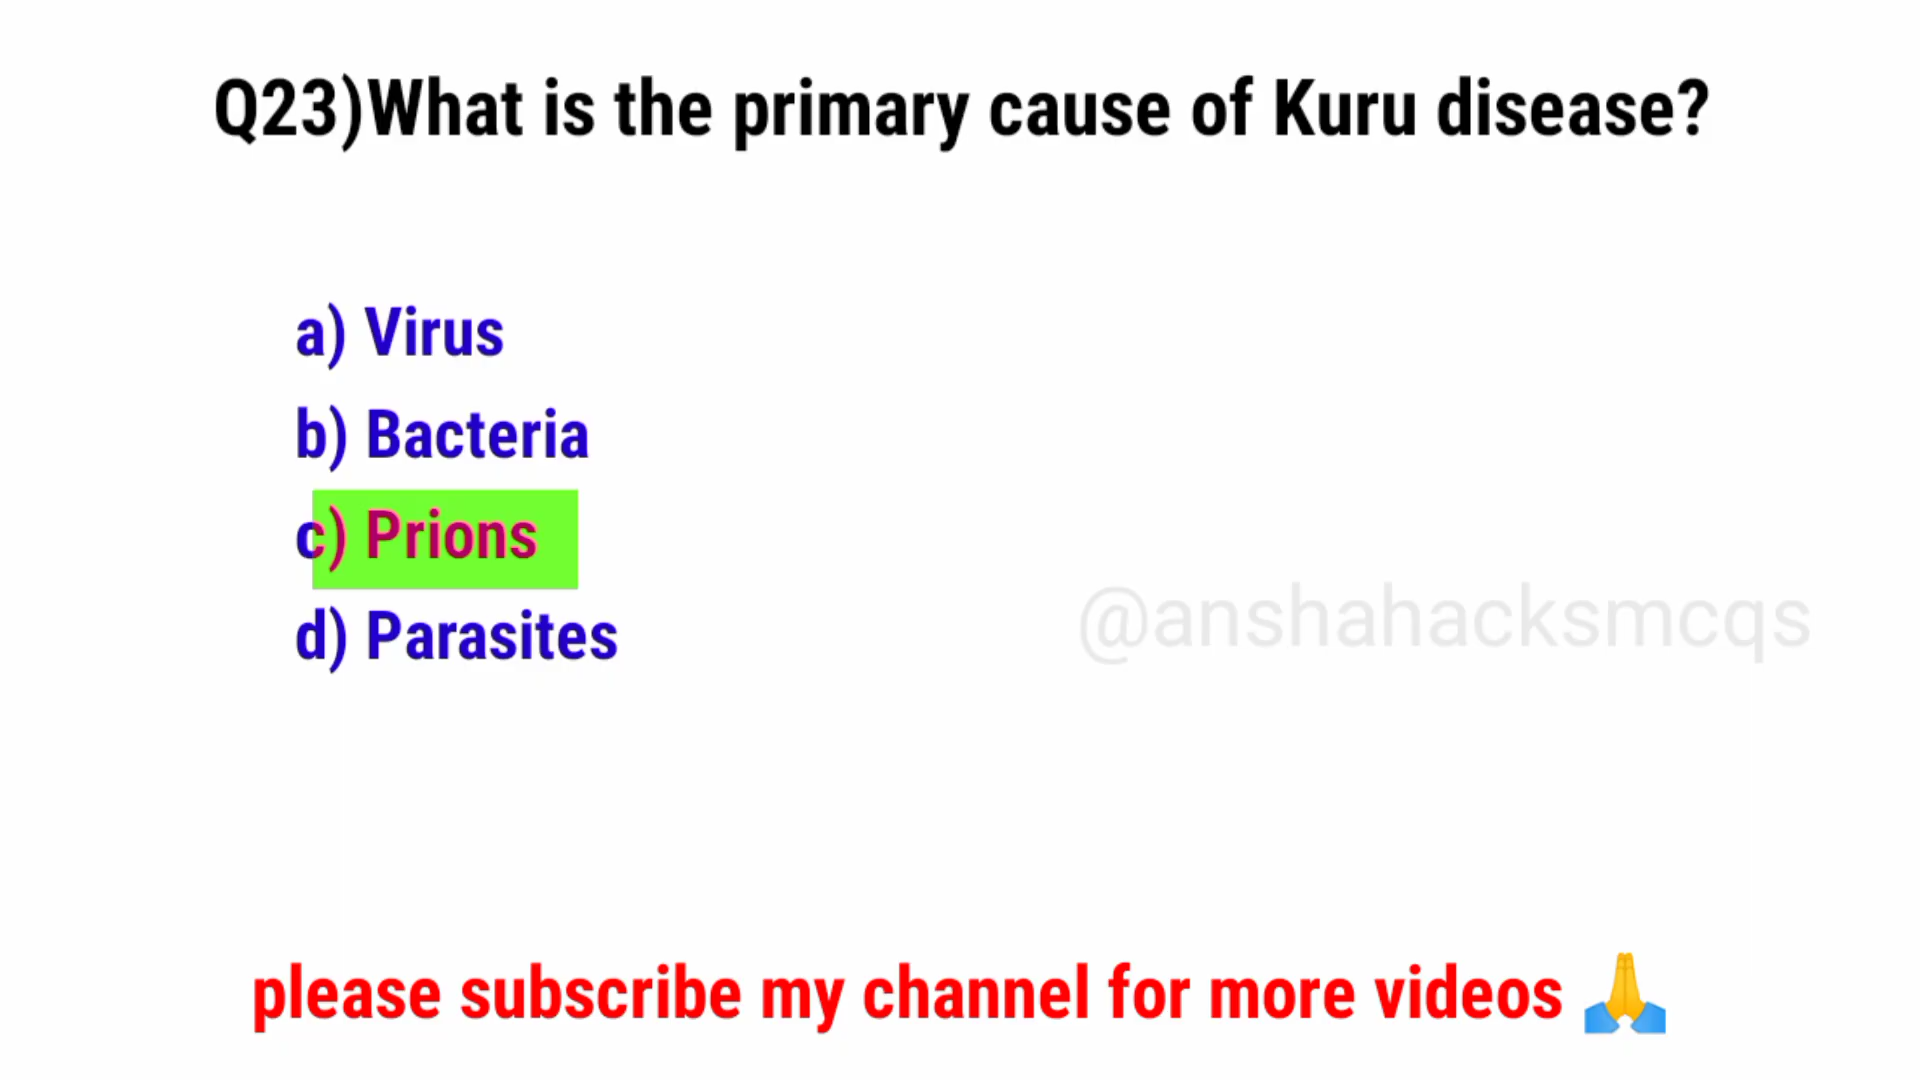 Q23)What is the primary cause of Kuru disease?
a) Virus
b) Bacteria
c) Prions
d) Parasites
@anshahacksmcqs
please subscribe my channel for more videos 🙏